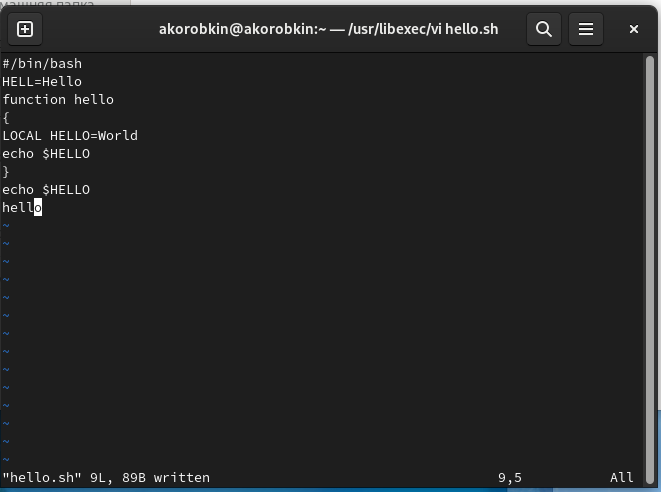 akorobkin@akorobkin:~ — /usr/libexec/vi hello.sh
#/bin/bash
HELL=Hello
function hello
{
LOCAL HELLO=World
echo $HELLO
}
echo $HELLO
hello
~
~
~
~
~
~
~
~
~
~
~
~
~
~
"hello.sh" 9L, 89B written 9,5 All